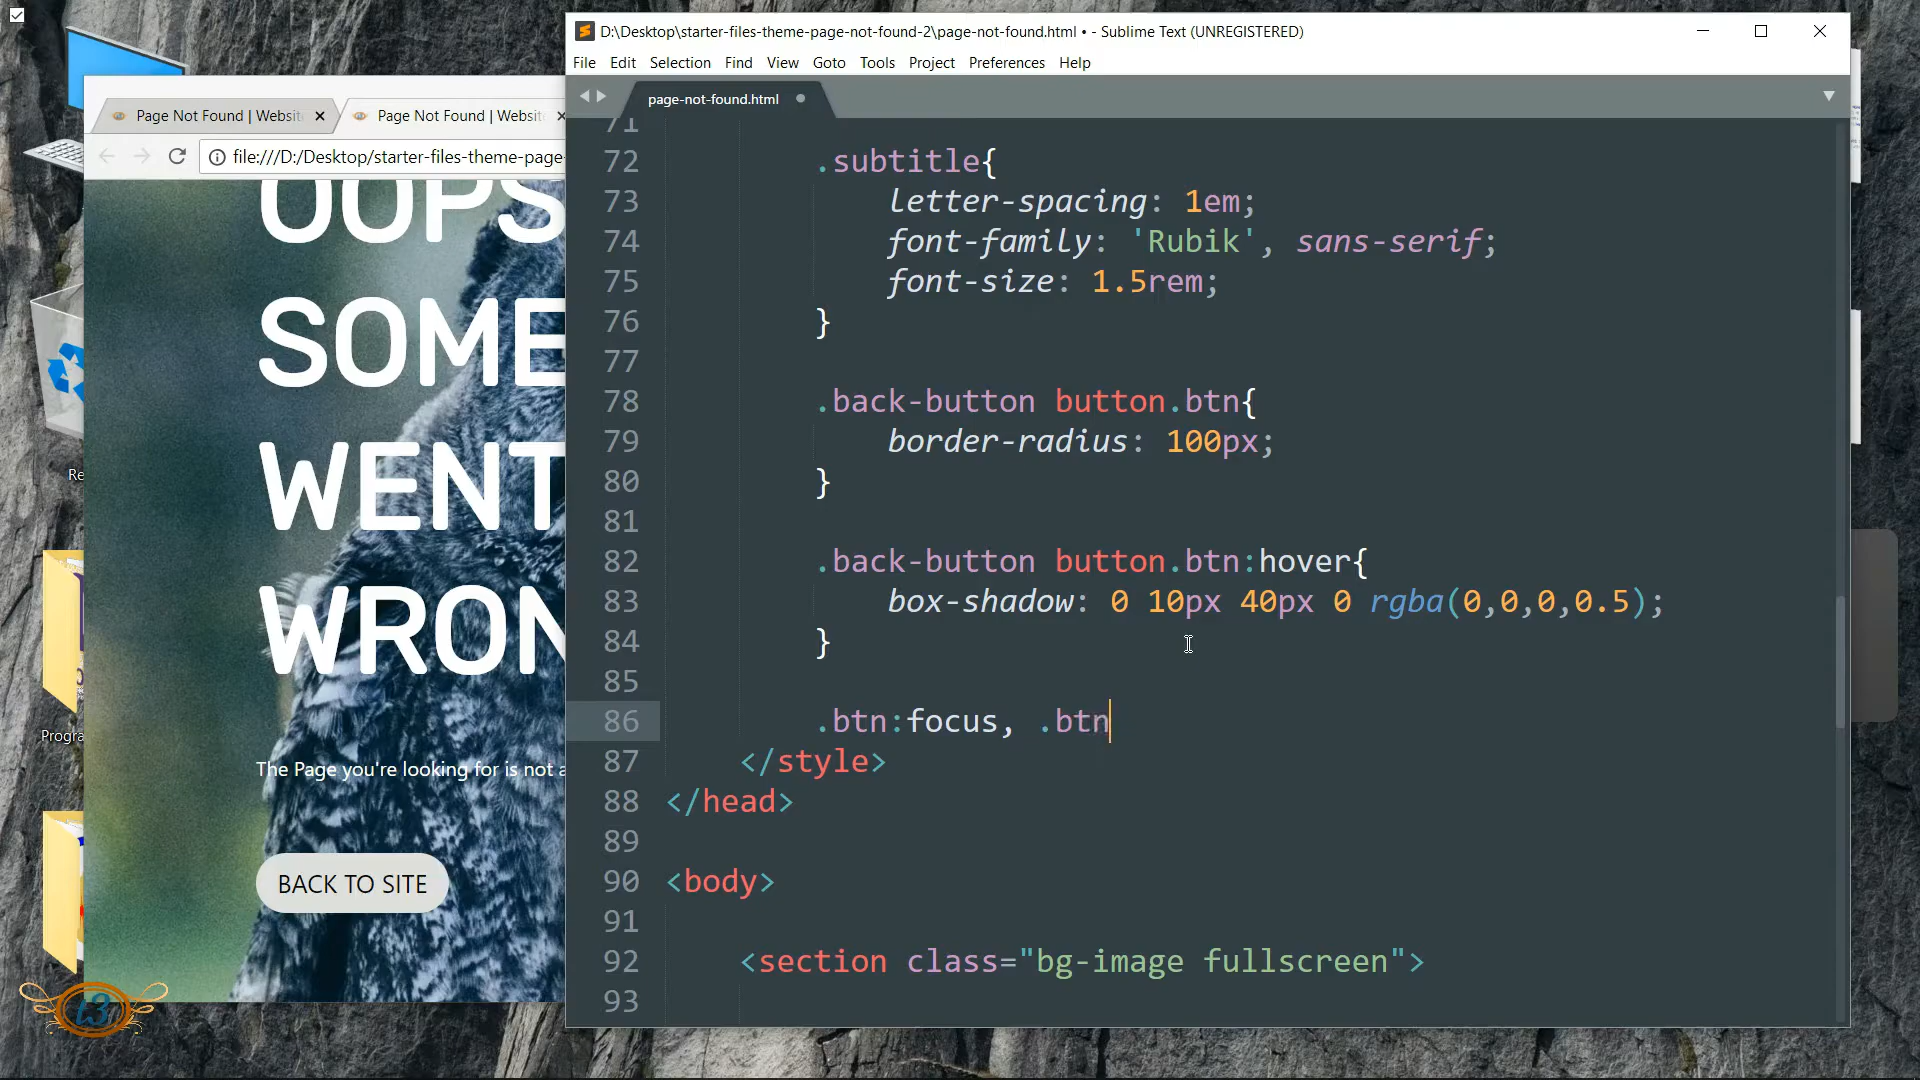 D:\Desktop\starter-files-theme-page-not-found-2\page-not-found.html • - Sublime Text (UNREGISTERED)
File Edit Selection Find View Goto Tools Project Preferences Help
page-not-found.html
Page Not Found | Websit
Page Not Found | Websit
file:///D:/Desktop/starter-files-theme-page-
OOPS
SOME
WENT
WRON
The Page you're looking for is not a
BACK TO SITE
Re
Progra
t3
71
72 .subtitle{
73 letter-spacing: 1em;
74 font-family: 'Rubik', sans-serif;
75 font-size: 1.5rem;
76 }
77
78 .back-button button.btn{
79 border-radius: 100px;
80 }
81
82 .back-button button.btn:hover{
83 box-shadow: 0 10px 40px 0 rgba(0,0,0,0.5);
84 }
85
86 .btn:focus, .btn
87 </style>
88 </head>
89
90 <body>
91
92 <section class="bg-image fullscreen">
93